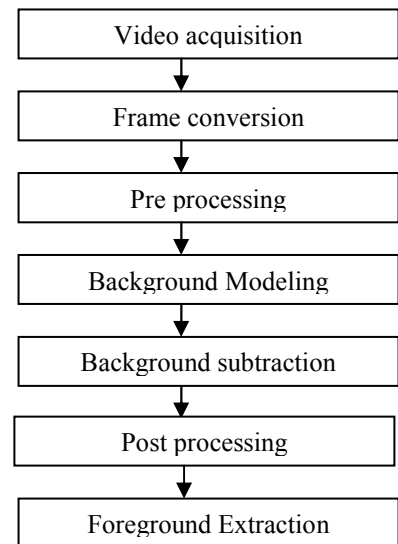 Video acquisition
Frame conversion
Pre processing
Background Modeling
Background subtraction
Post processing
Foreground Extraction